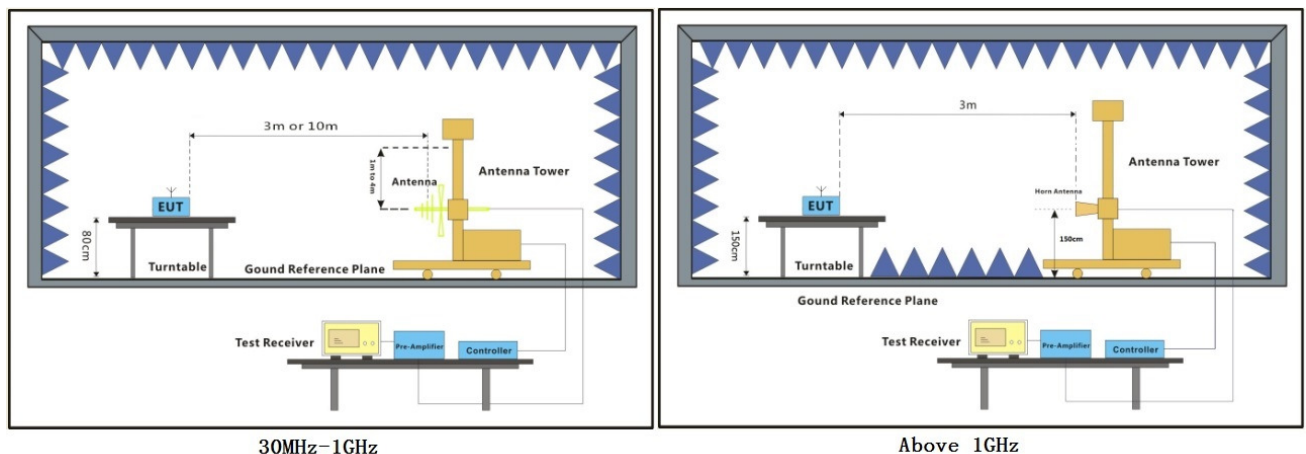 3m or 10m
1m to 4m
Antenna
Antenna Tower
EUT
80cm
Turntable
Gound Reference Plane
Test Receiver
Pre-Amplifier
Controller
30MHz-1GHz
3m
Antenna Tower
Horn Antenna
EUT
150cm
150cm
Turntable
Gound Reference Plane
Test Receiver
Pre-Amplifier
Controller
Above 1GHz